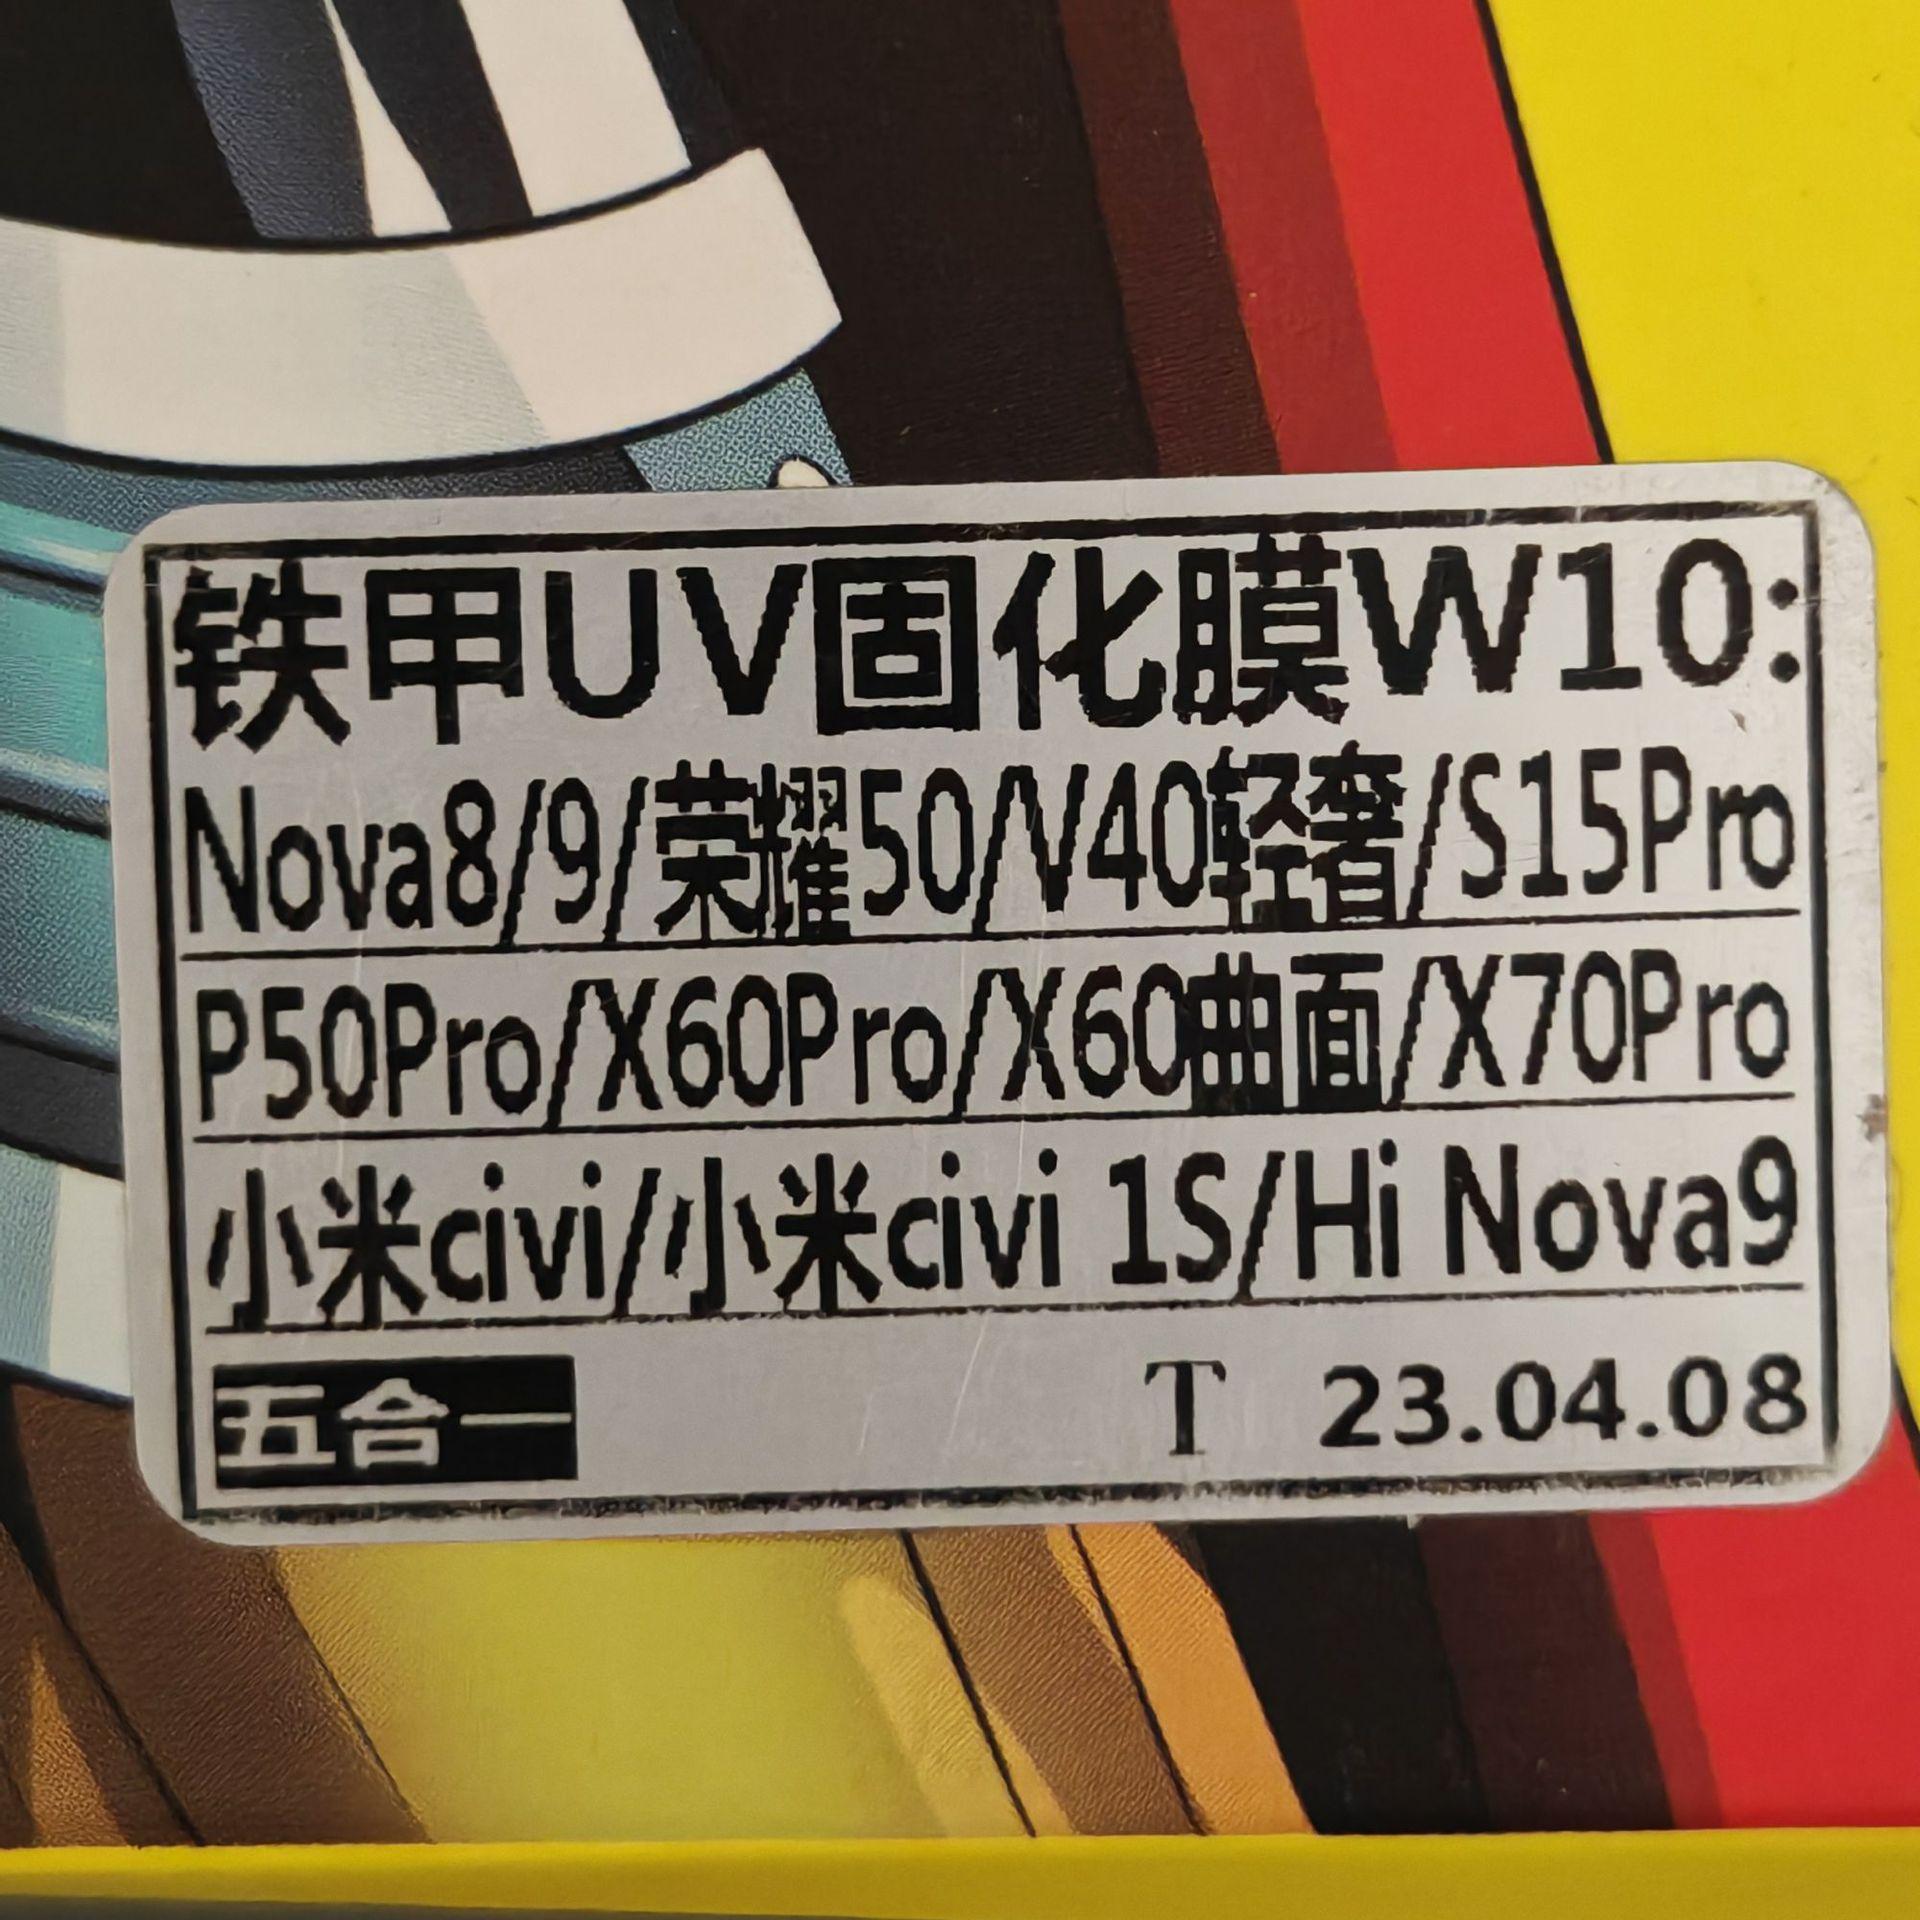 铁甲UV固化膜W10:
Nova8/9/荣耀50/V40轻奢/S15Pro
P50Pro/X60Pro/X60曲面/X70Pro
小米civi/小米civi 1S/Hi Nova9
五合一 T 23.04.08